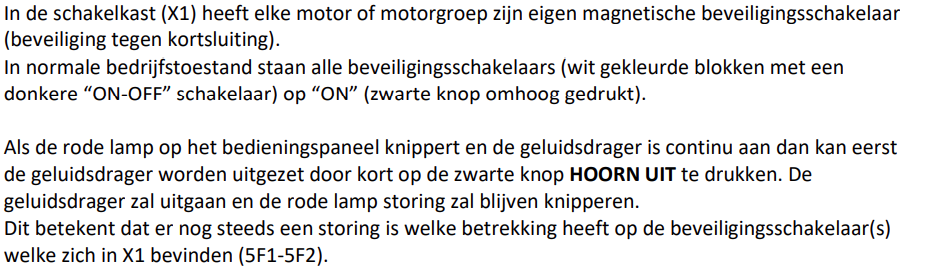 In de schakelkast (X1) heeft elke motor of motorgroep zijn eigen magnetische beveiligingsschakelaar
(beveiliging tegen kortsluiting).
In normale bedrijfstoestand staan alle beveiligingsschakelaars (wit gekleurde blokken met een
donkere “ON-OFF” schakelaar) op “ON” (zwarte knop omhoog gedrukt).
Als de rode lamp op het bedieningspaneel knippert en de geluidsdrager is continu aan dan kan eerst
de geluidsdrager worden uitgezet door kort op de zwarte knop HOORN UIT te drukken. De
geluidsdrager zal uitgaan en de rode lamp storing zal blijven knipperen.
Dit betekent dat er nog steeds een storing is welke betrekking heeft op de beveiligingsschakelaar(s)
welke zich in X1 bevinden (5F1-5F2).